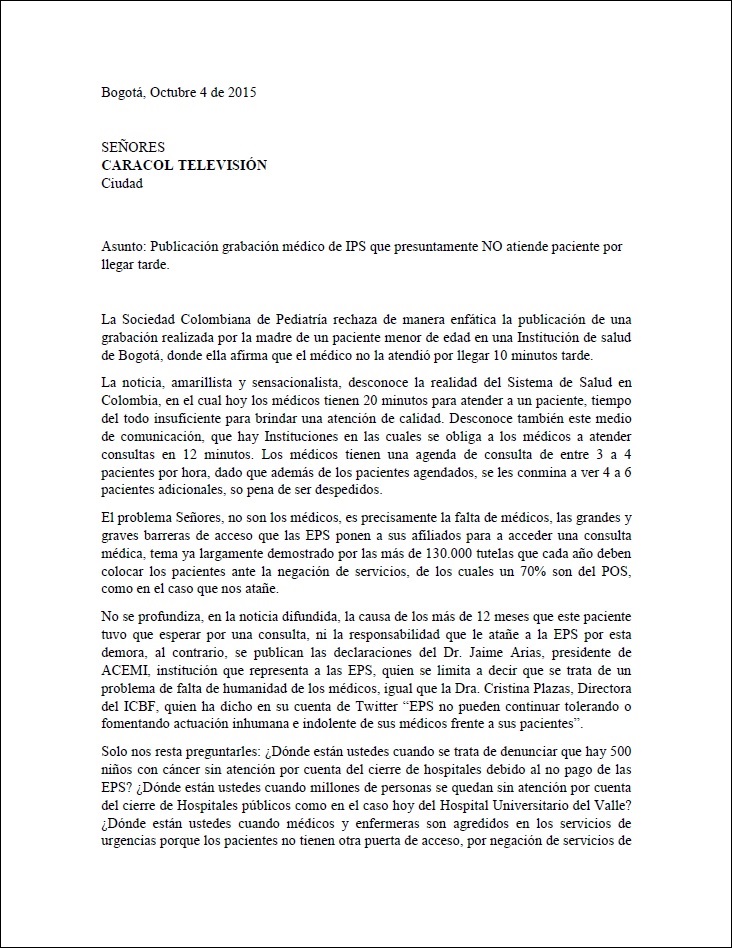 Bogotá, Octubre 4 de 2015
SEÑORES
CARACOL TELEVISIÓN
Ciudad
Asunto: Publicación grabación médico de IPS que presuntamente NO atiende paciente por
llegar tarde.
La Sociedad Colombiana de Pediatría rechaza de manera enfática la publicación de una
grabación realizada por la madre de un paciente menor de edad en una Institución de salud
de Bogotá, donde ella afirma que el médico no la atendió por llegar 10 minutos tarde.
La noticia, amarillista y sensacionalista, desconoce la realidad del Sistema de Salud en
Colombia, en el cual hoy los médicos tienen 20 minutos para atender a un paciente, tiempo
del todo insuficiente para brindar una atención de calidad. Desconoce también este medio
de comunicación, que hay Instituciones en las cuales se obliga a los médicos a atender
consultas en 12 minutos. Los médicos tienen una agenda de consulta de entre 3 a 4
pacientes por hora, dado que además de los pacientes agendados, se les conmina a ver 4 a 6
pacientes adicionales, so pena de ser despedidos.
El problema Señores, no son los médicos, es precisamente la falta de médicos, las grandes y
graves barreras de acceso que las EPS ponen a sus afiliados para a acceder una consulta
médica, tema ya largamente demostrado por las más de 130.000 tutelas que cada año deben
colocar los pacientes ante la negación de servicios, de los cuales un 70% son del POS,
como en el caso que nos atañe.
No se profundiza, en la noticia difundida, la causa de los más de 12 meses que este paciente
tuvo que esperar por una consulta, ni la responsabilidad que le atañe a la EPS por esta
demora, al contrario, se publican las declaraciones del Dr. Jaime Arias, presidente de
ACEMI, institución que representa a las EPS, quien se limita a decir que se trata de un
problema de falta de humanidad de los médicos, igual que la Dra. Cristina Plazas, Directora
del ICBF, quien ha dicho en su cuenta de Twitter “EPS no pueden continuar tolerando o
fomentando actuación inhumana e indolente de sus médicos frente a sus pacientes”.
Solo nos resta preguntarles: ¿Dónde están ustedes cuando se trata de denunciar que hay 500
niños con cáncer sin atención por cuenta del cierre de hospitales debido al no pago de las
EPS? ¿Dónde están ustedes cuando millones de personas se quedan sin atención por cuenta
del cierre de Hospitales públicos como en el caso hoy del Hospital Universitario del Valle?
¿Dónde están ustedes cuando médicos y enfermeras son agredidos en los servicios de
urgencias porque los pacientes no tienen otra puerta de acceso, por negación de servicios de